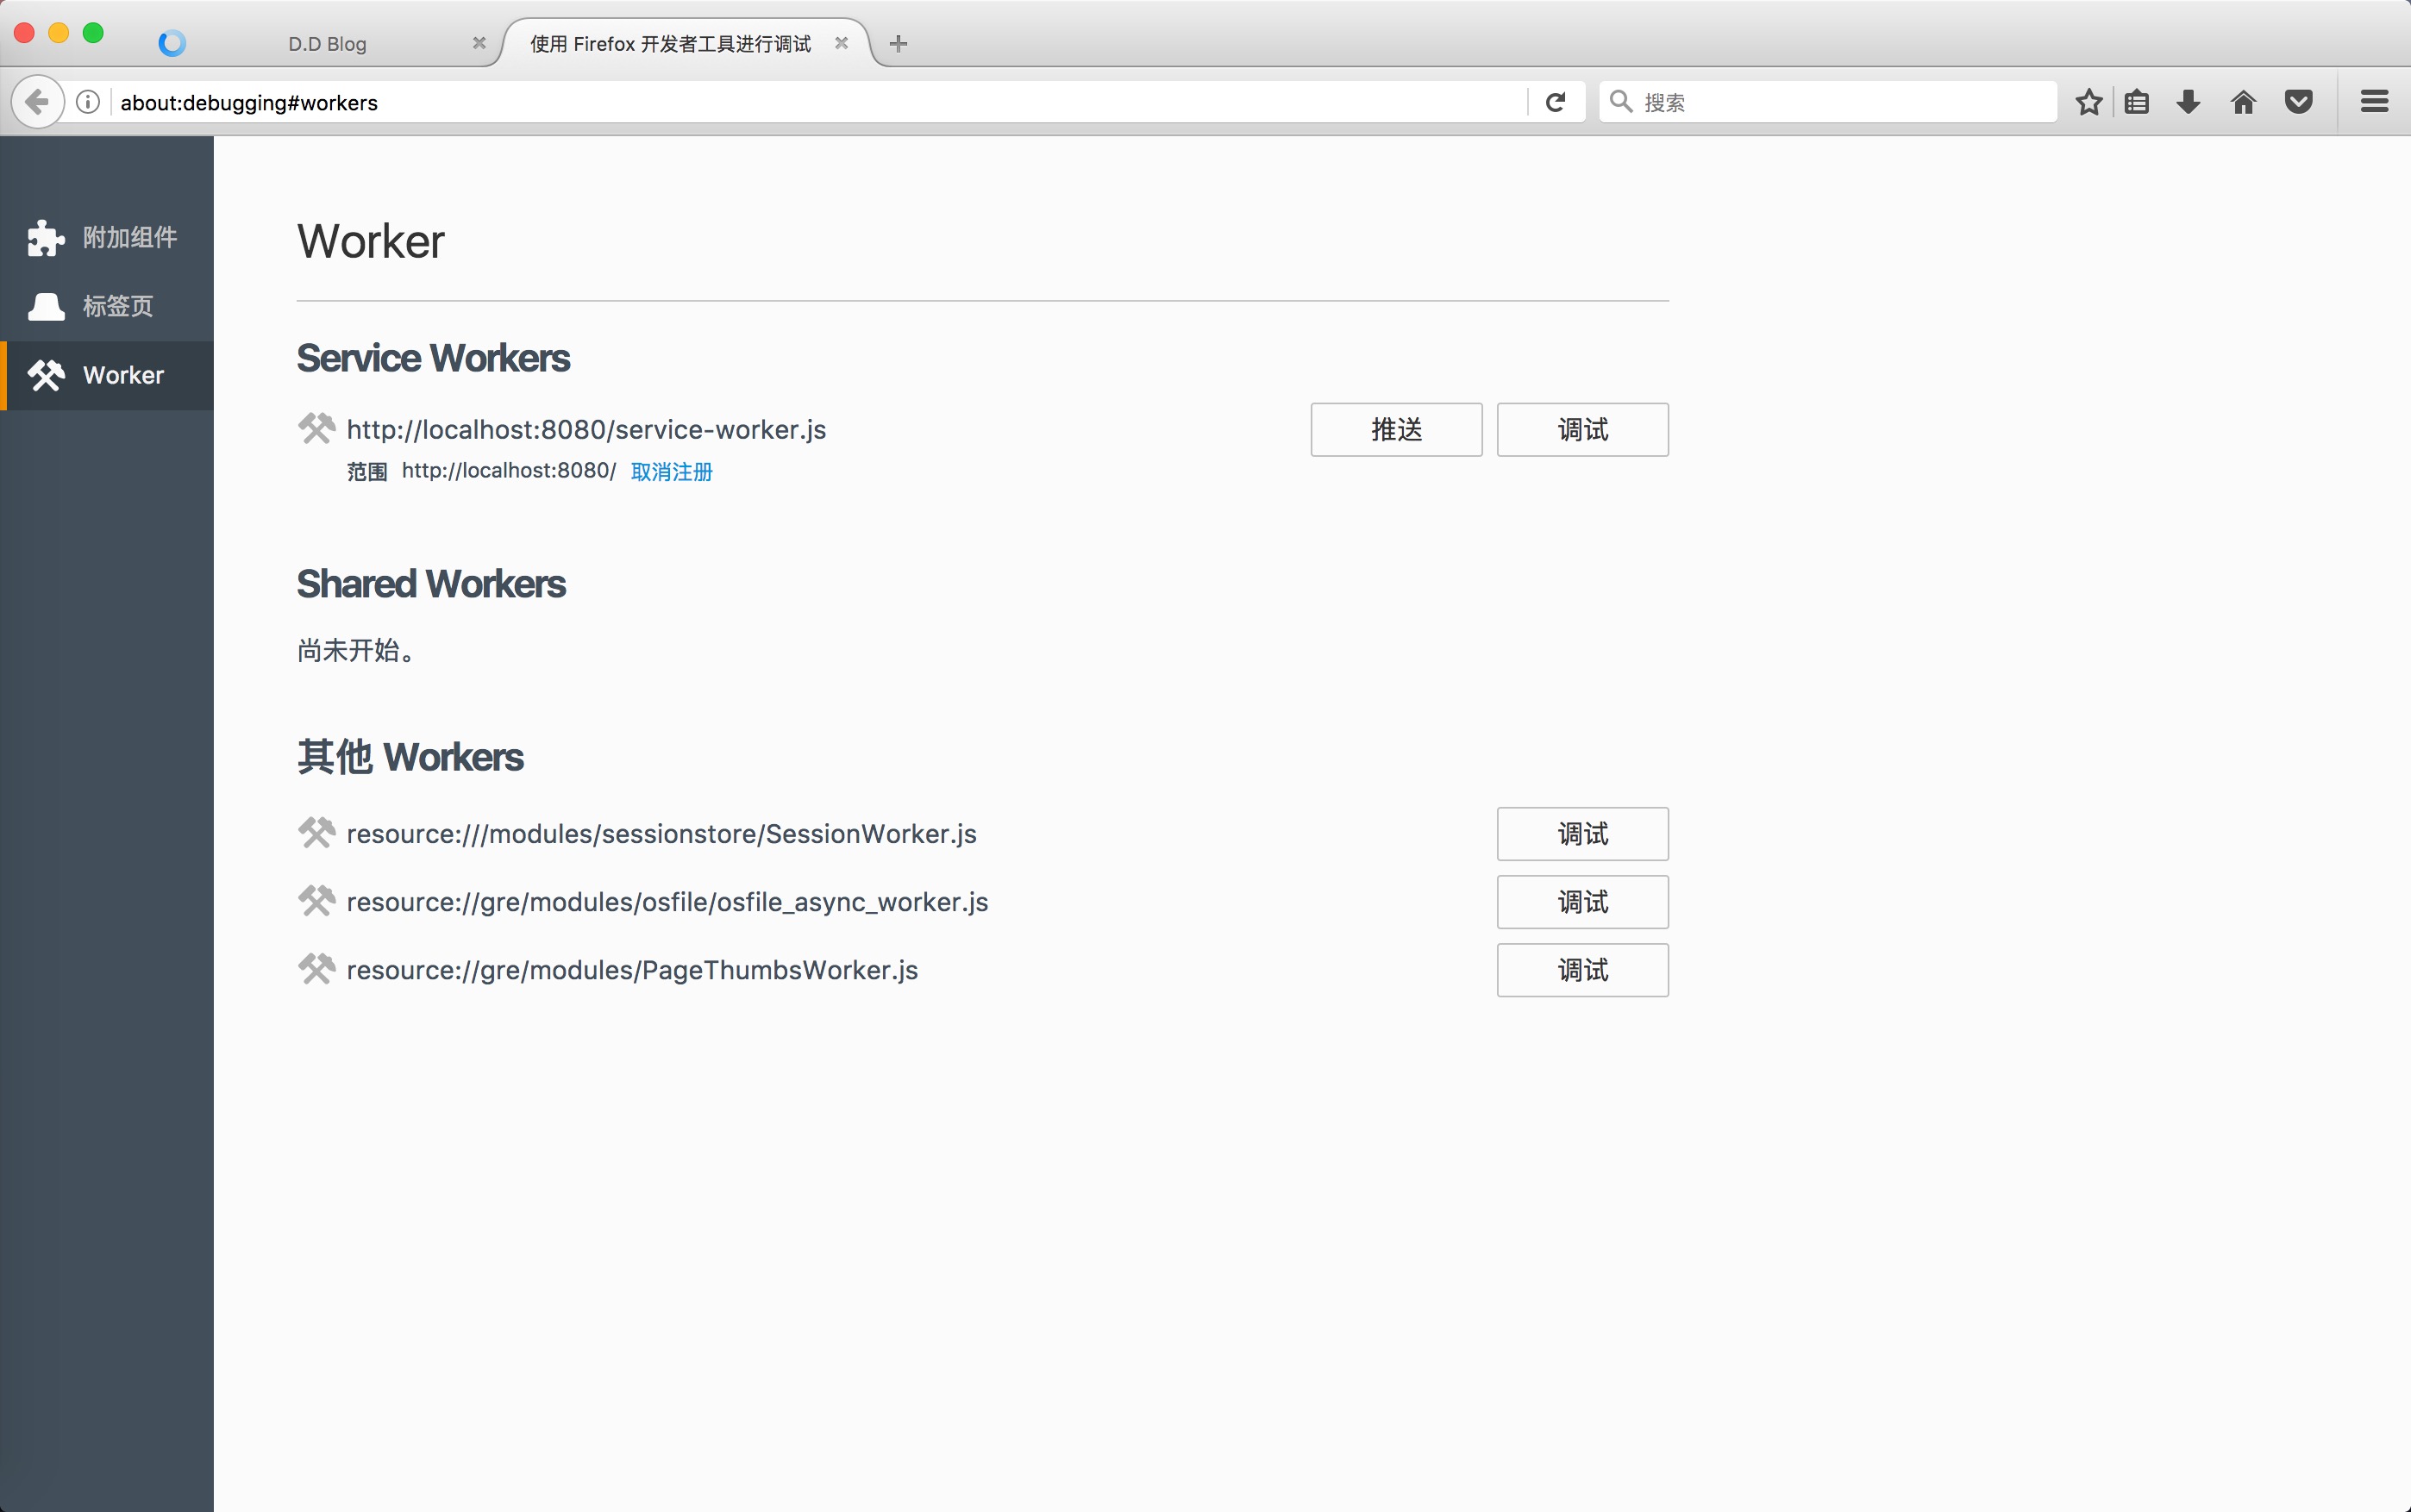 D.D Blog
使用 Firefox 开发者工具进行调试
about:debugging#workers
搜索
附加组件
标签页
Worker
Worker
Service Workers
http://localhost:8080/service-worker.js
推送
调试
范围 http://localhost:8080/ 取消注册
Shared Workers
尚未开始。
其他 Workers
resource:///modules/sessionstore/SessionWorker.js
调试
resource://gre/modules/osfile/osfile_async_worker.js
调试
resource://gre/modules/PageThumbsWorker.js
调试